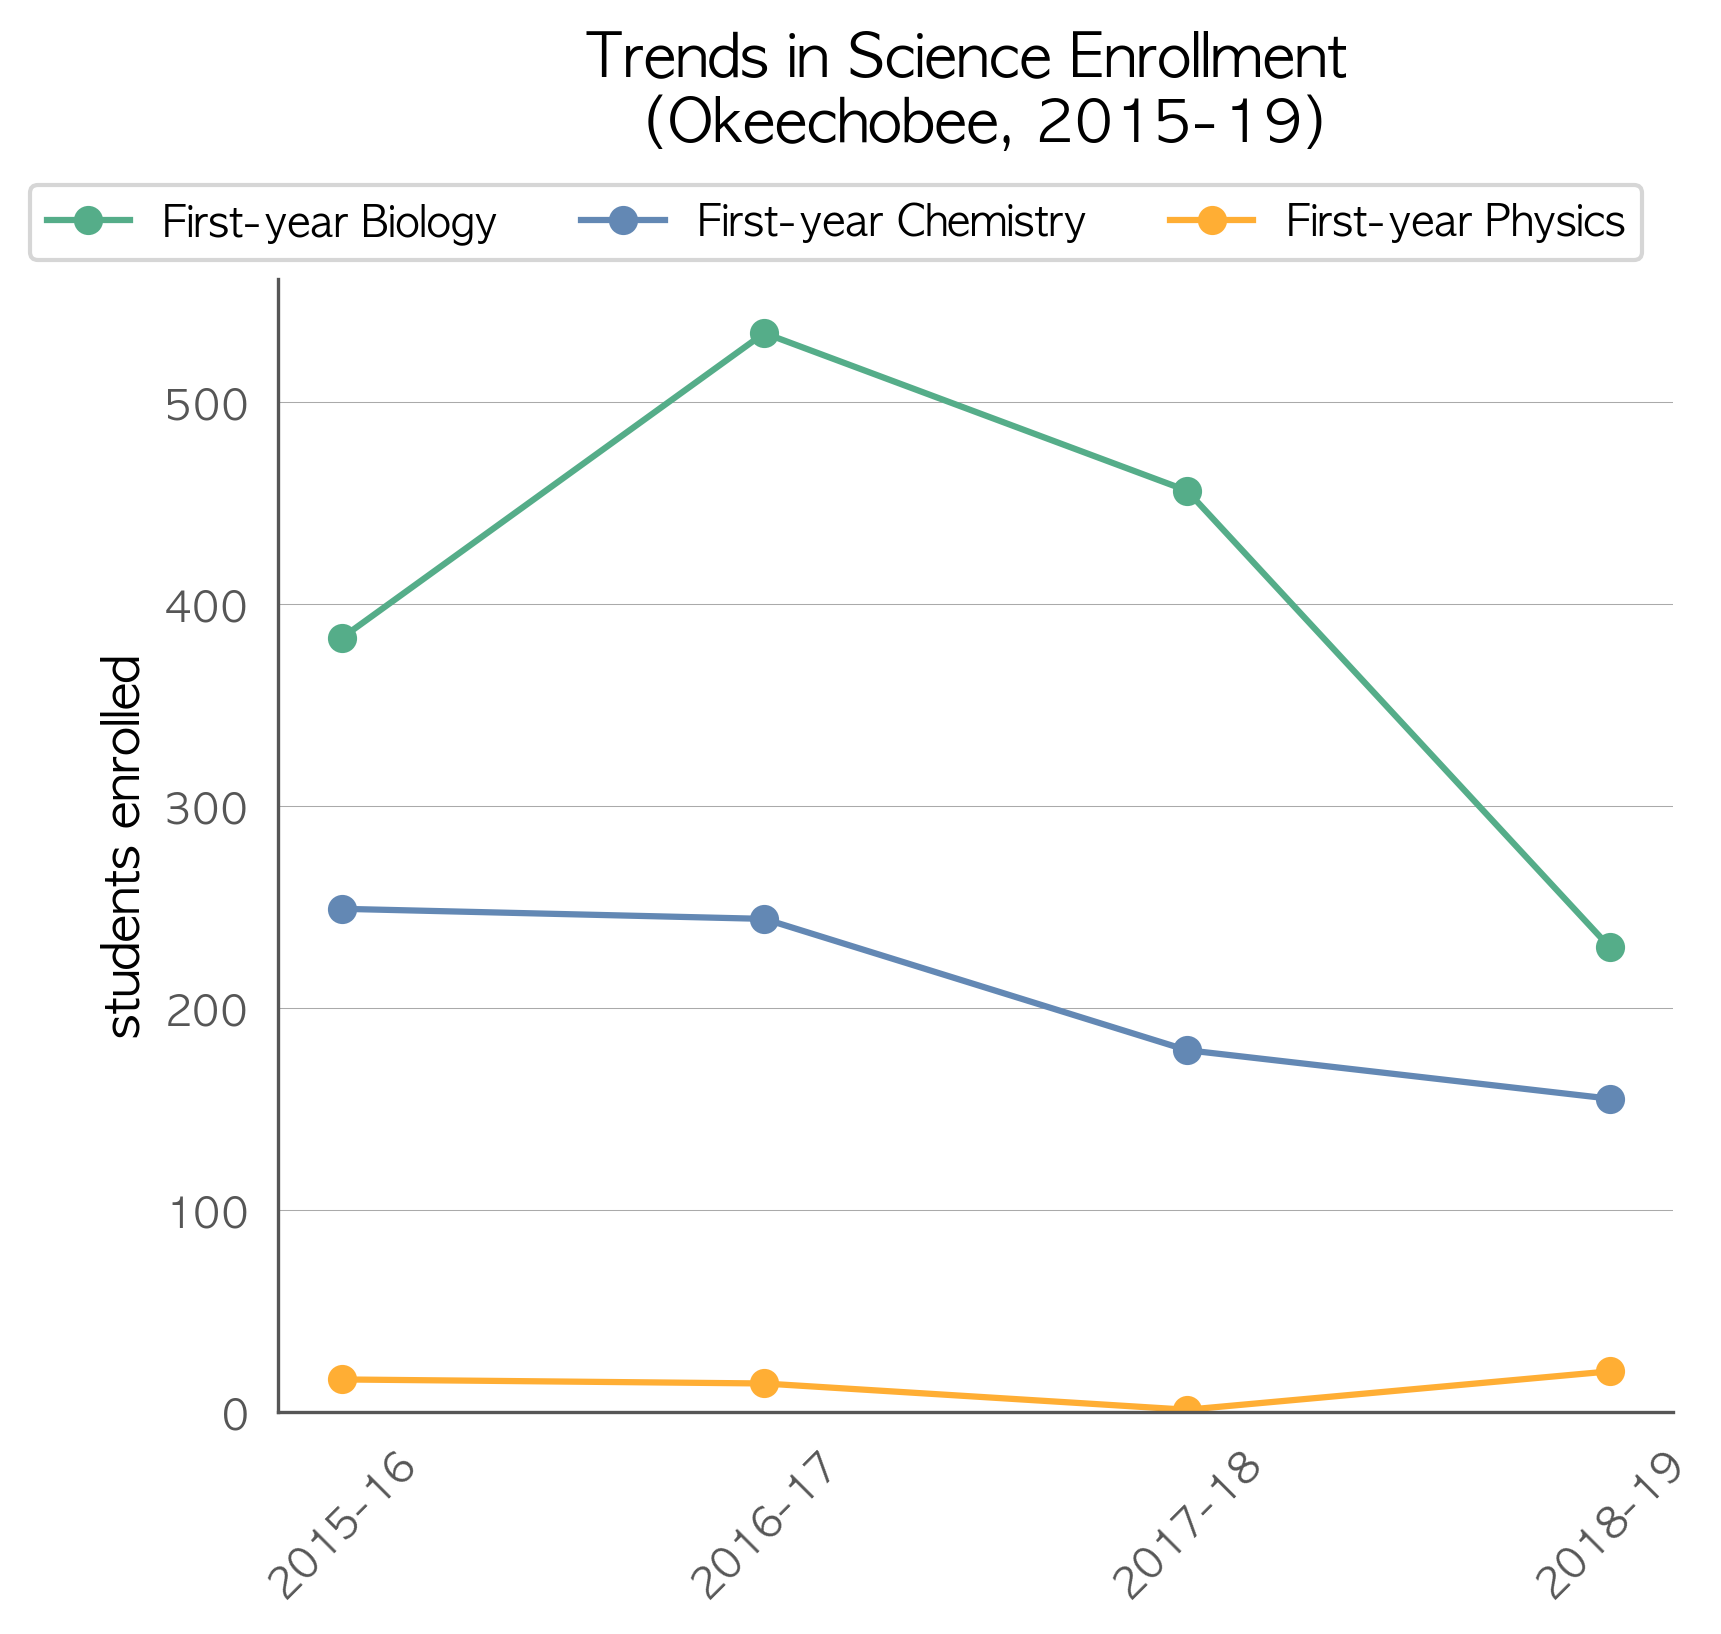 Trends in Science Enrollment
(Okeechobee, 2015-19)
First-year Biology
First-year Chemistry
First-year Physics
500
400
300
200
100
0
students enrolled
2015-16
2016-17
2017-18
2018-19